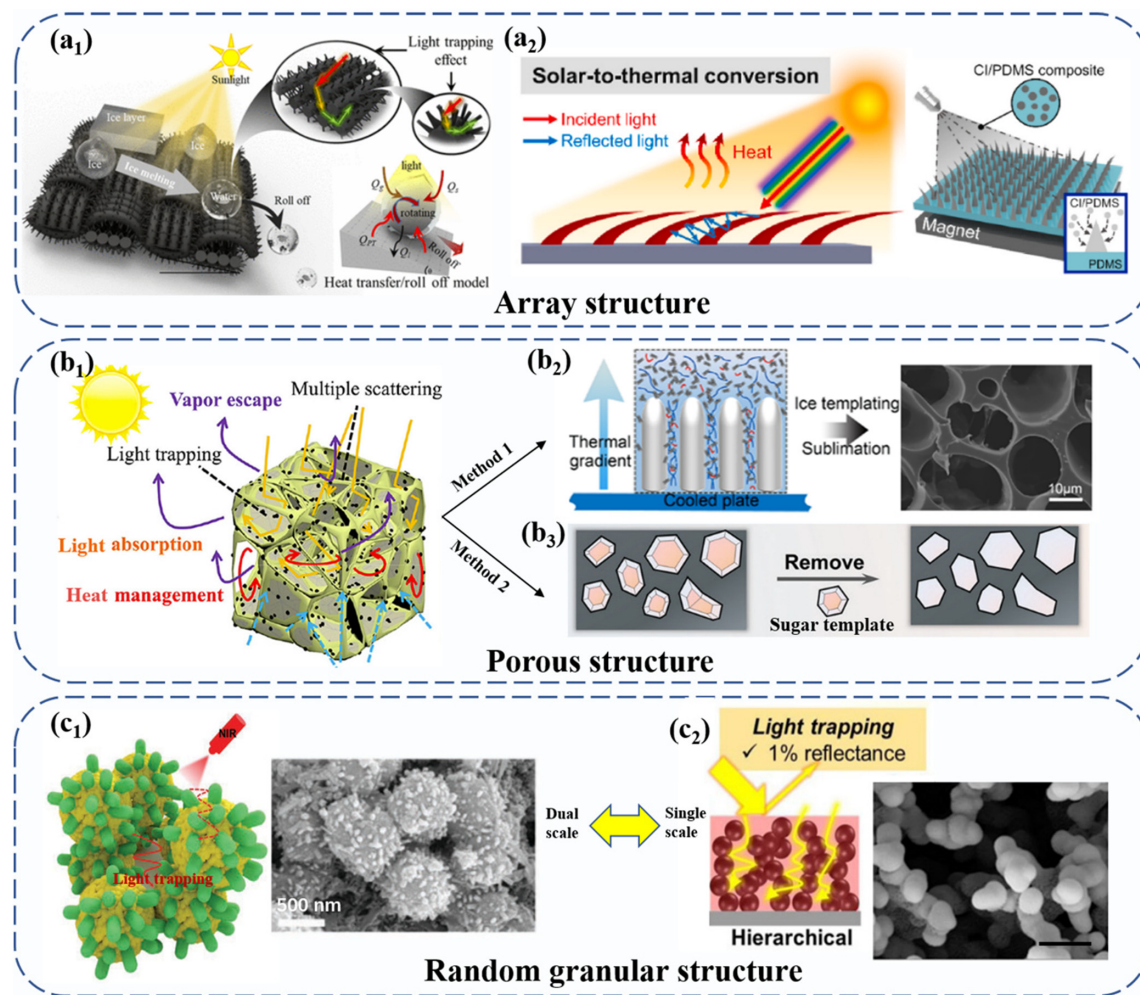 (a1)
Sunlight
Light trapping
effect
Ice layer
Ice
Ice
Ice melting
Water
Roll off
light
Qg
Qs
rotating
QPT
Roll off
Heat transfer/roll off model
(a2)
Solar-to-thermal conversion
Incident light
Reflected light
Heat
CI/PDMS composite
Magnet
CI/PDMS
PDMS
Array structure
(b1)
Multiple scattering
Vapor escape
Light trapping
Light absorption
Heat management
Method 1
Method 2
(b2)
Thermal
gradient
Cooled plate
Ice templating
Sublimation
10μm
(b3)
Remove
Sugar template
Porous structure
(c1)
NIR
Light trapping
500 nm
Dual
scale
Single
scale
(c2)
Light trapping
✓ 1% reflectance
Hierarchical
Random granular structure